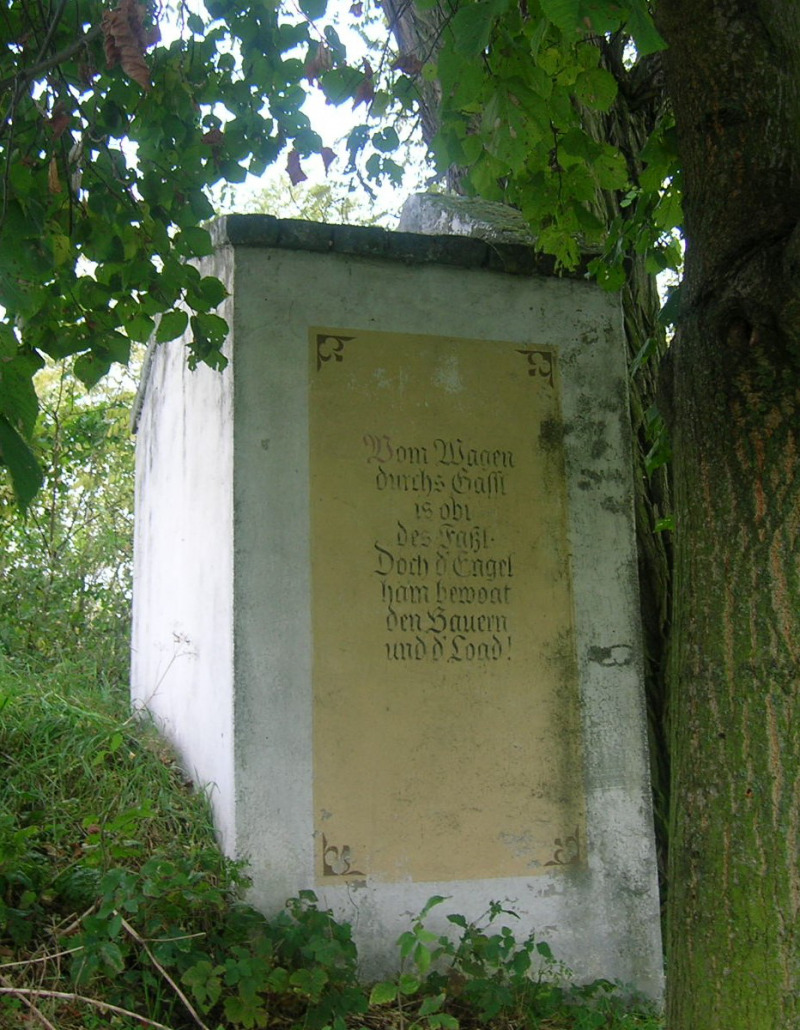 Vom Wagen
durchs Gassl
is obi
des Faßl.
Doch d'Engel
ham bewoat
den Bauern
und d'Load!